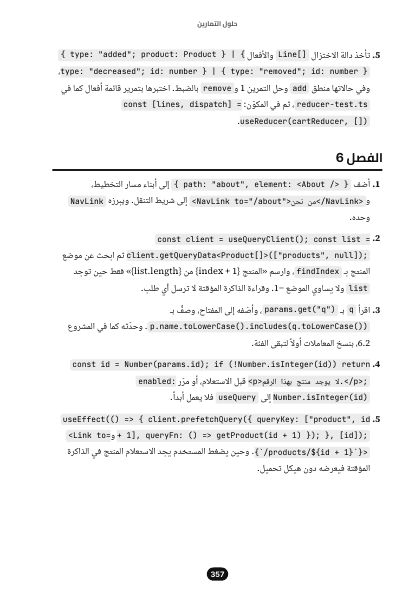 حلول التمارين
5. تأخذ دالة الاختزال Line[] والأفعال { type: "added"; product: Product } | {
type: "decreased"; id: number } | { type: "removed"; id: number },
وفي حالاتها منطق add وحل التمرين 1 و remove بالضبط. اختبرها بتمرير قائمة أفعال كما في
reducer-test.ts، ثم في المكوّن: const [lines, dispatch] =
useReducer(cartReducer, []).
الفصل 6
1. أضف { path: "about", element: <About /> } إلى أبناء مسار التخطيط،
و <NavLink to="/about">من نحن</NavLink> إلى شريط التنقل. ويبرزه NavLink
وحده.
2. const client = useQueryClient(); const list =
client.getQueryData<Product[]>(["products", null]); ثم ابحث عن موضع
المنتج بـ findIndex، وارسم «المنتج {index + 1} من {list.length}» فقط حين توجد
list ولا يساوي الموضع −1. وقراءة الذاكرة المؤقتة لا ترسل أي طلب.
3. اقرأ q بـ params.get("q")، وأضفه إلى المفتاح، وصفِّ بـ
p.name.toLowerCase().includes(q.toLowerCase()). وحدّثه كما في المشروع
6.2، بنسخ المعاملات أولاً لتبقى الفئة.
4. const id = Number(params.id); if (!Number.isInteger(id)) return
<p>لا يوجد منتج بهذا الرقم.</p>; قبل الاستعلام، أو مرّر enabled:
Number.isInteger(id) إلى useQuery فلا يعمل أبداً.
5. useEffect(() => { client.prefetchQuery({ queryKey: ["product", id
+ 1], queryFn: () => getProduct(id + 1) }); }, [id]); و <Link to=
{`/products/${id + 1}`}>. وحين يضغط المستخدم يجد الاستعلام المنتج في الذاكرة
المؤقتة فيعرضه دون هيكل تحميل.
357